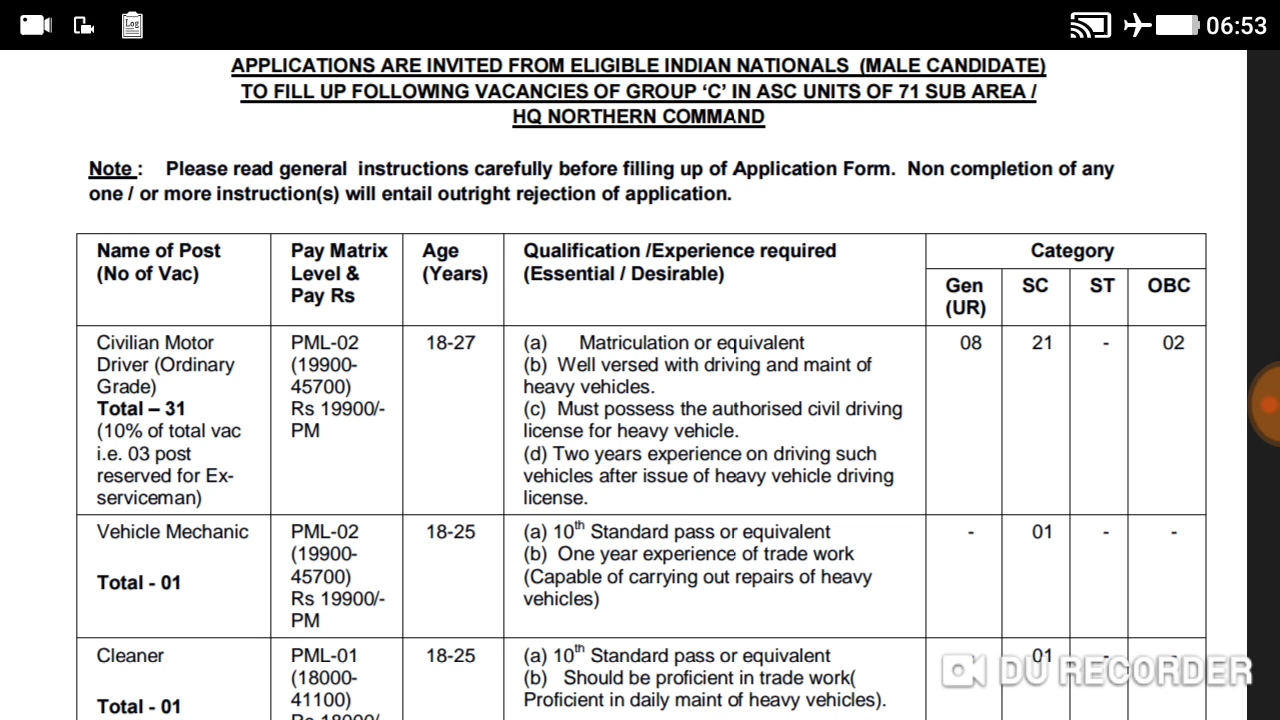 Log
06:53
APPLICATIONS ARE INVITED FROM ELIGIBLE INDIAN NATIONALS (MALE CANDIDATE)
TO FILL UP FOLLOWING VACANCIES OF GROUP ‘C’ IN ASC UNITS OF 71 SUB AREA /
HQ NORTHERN COMMAND
Note : Please read general instructions carefully before filling up of Application Form. Non completion of any
one / or more instruction(s) will entail outright rejection of application.
Name of Post
(No of Vac)
Pay Matrix
Level &
Pay Rs
Age
(Years)
Qualification /Experience required
(Essential / Desirable)
Category
Gen
(UR)
SC
ST
OBC
Civilian Motor
Driver (Ordinary
Grade)
Total – 31
(10% of total vac
i.e. 03 post
reserved for Ex-
serviceman)
PML-02
(19900-
45700)
Rs 19900/-
PM
18-27
(a) Matriculation or equivalent
(b) Well versed with driving and maint of
heavy vehicles.
(c) Must possess the authorised civil driving
license for heavy vehicle.
(d) Two years experience on driving such
vehicles after issue of heavy vehicle driving
license.
08
21
-
02
Vehicle Mechanic
Total - 01
PML-02
(19900-
45700)
Rs 19900/-
PM
18-25
(a) 10th Standard pass or equivalent
(b) One year experience of trade work
(Capable of carrying out repairs of heavy
vehicles)
-
01
-
-
Cleaner
Total - 01
PML-01
(18000-
41100)
Rs 18000/
18-25
(a) 10th Standard pass or equivalent
(b) Should be proficient in trade work(
Proficient in daily maint of heavy vehicles).
-
01
-
-
DU RECORDER